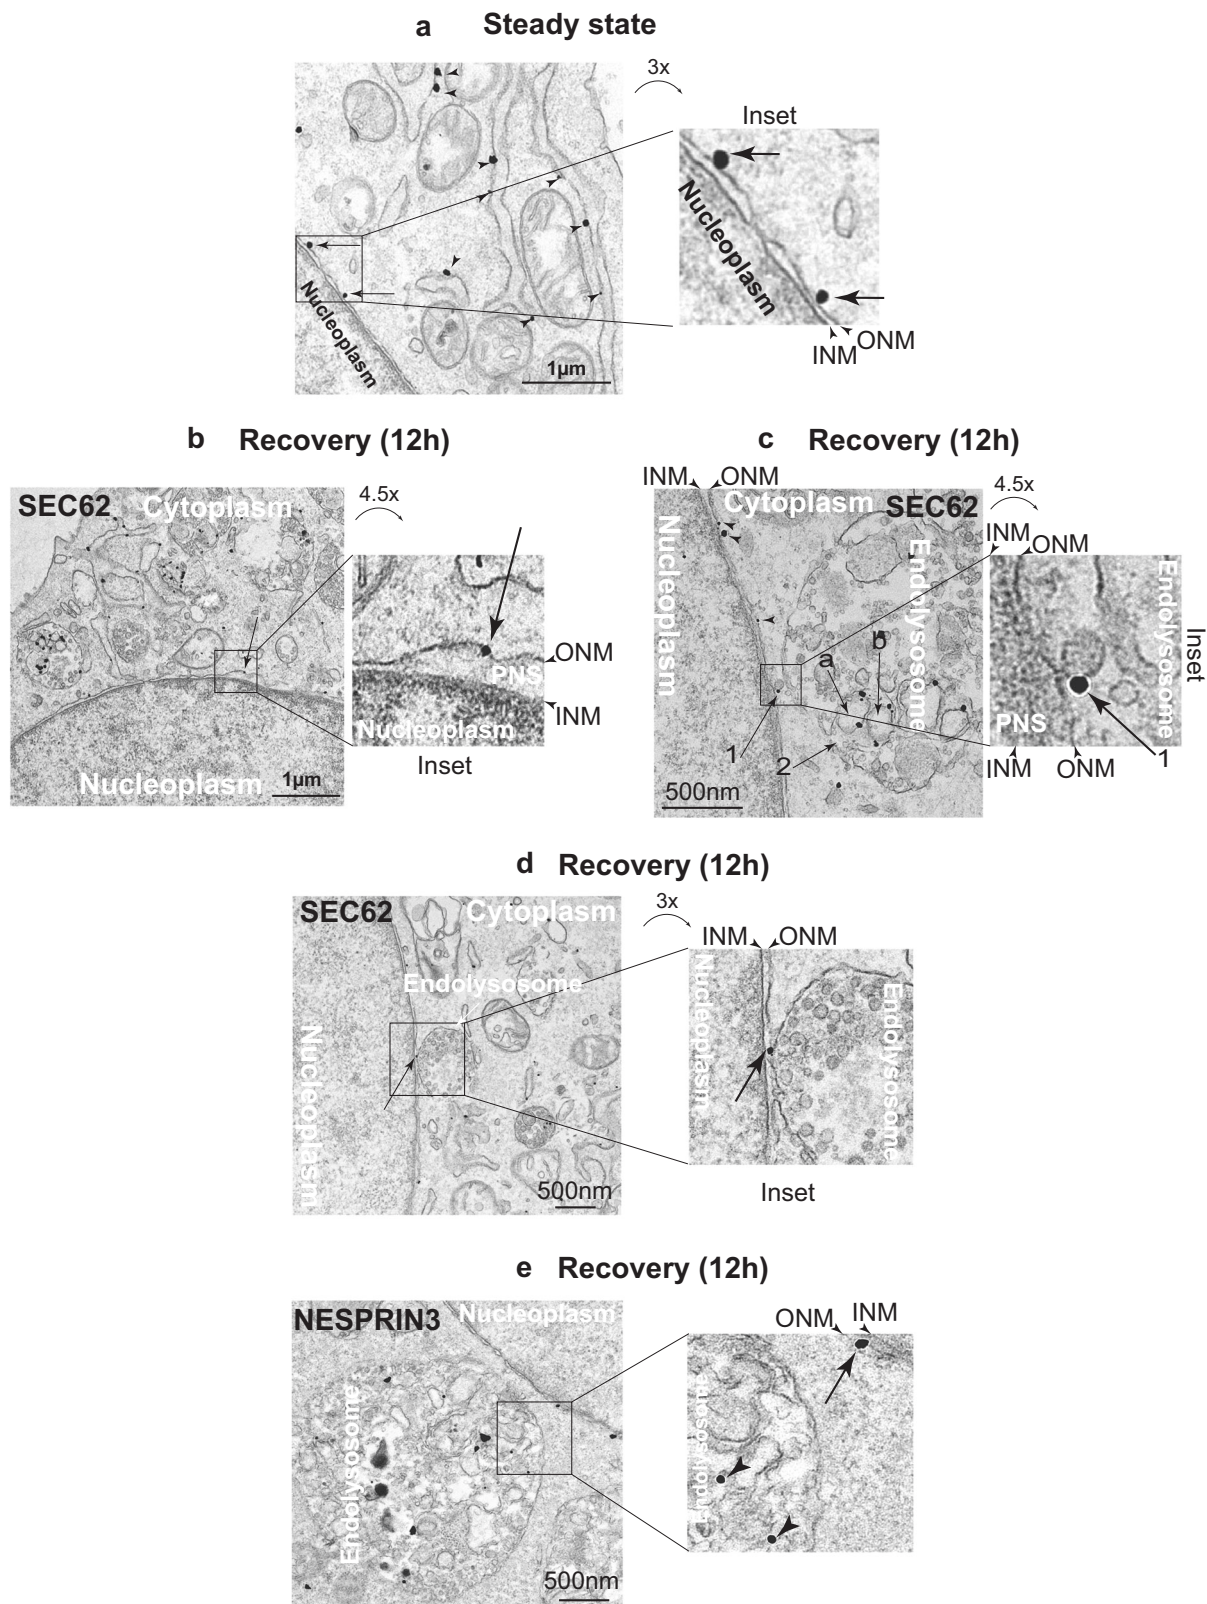 a Steady state
3x
Inset
Nucleoplasm
Nucleoplasm
1µm
INM
ONM
b Recovery (12h)
SEC62
Cytoplasm
4.5x
ONM
PNS
INM
Nucleoplasm
Inset
Nucleoplasm
1µm
c Recovery (12h)
INM ONM
Cytoplasm
SEC62
4.5x
INM
ONM
Nucleoplasm
Endolysosome
Endolysosome
Inset
a
b
1
2
PNS
1
INM ONM
500nm
d Recovery (12h)
SEC62
Cytoplasm
3x
INM ONM
Endolysosome
Nucleoplasm
Nucleoplasm
Endolysosome
500nm
Inset
e Recovery (12h)
NESPRIN3
Nucleoplasm
ONM INM
Endolysosome
Endolysosome
500nm